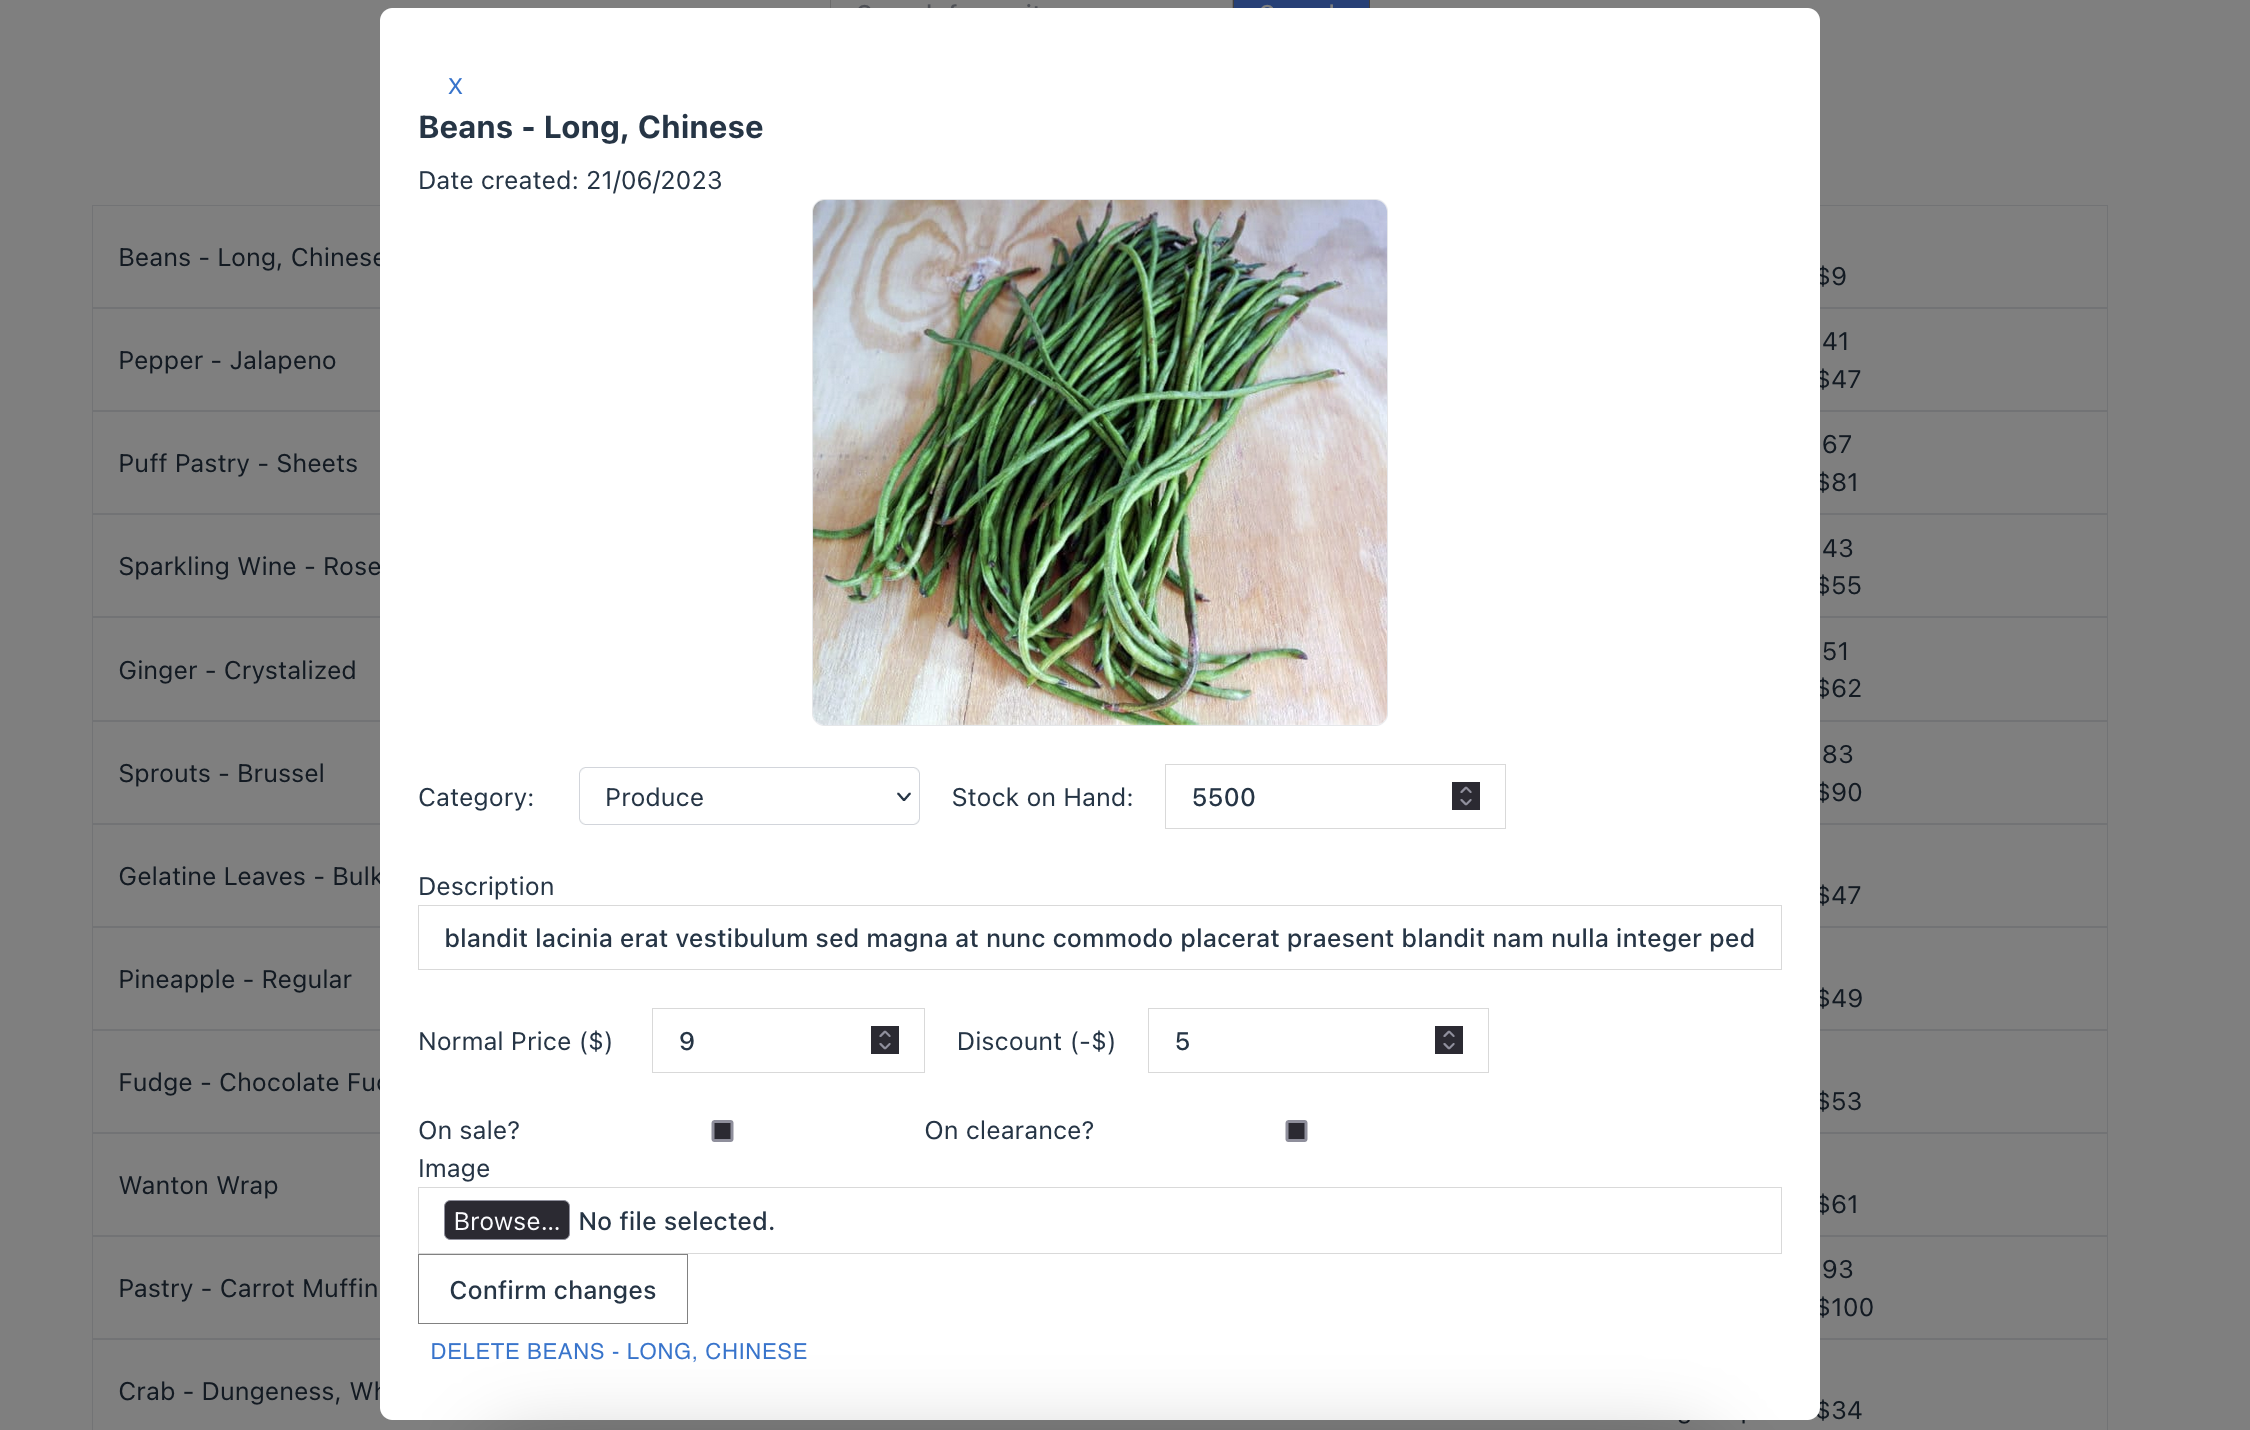 X
Beans - Long, Chinese
Date created: 21/06/2023
Category: Produce Stock on Hand: 5500
Description
blandit lacinia erat vestibulum sed magna at nunc commodo placerat praesent blandit nam nulla integer ped
Normal Price ($) 9 Discount (-$) 5
On sale? On clearance?
Image
Browse... No file selected.
Confirm changes
DELETE BEANS - LONG, CHINESE
Beans - Long, Chinese
$9
Pepper - Jalapeno
41
$47
Puff Pastry - Sheets
67
$81
Sparkling Wine - Rose
43
$55
Ginger - Crystalized
51
$62
Sprouts - Brussel
83
$90
Gelatine Leaves - Bulk
$47
Pineapple - Regular
$49
Fudge - Chocolate Fud
$53
Wanton Wrap
$61
Pastry - Carrot Muffin
93
$100
Crab - Dungeness, Wh
$34